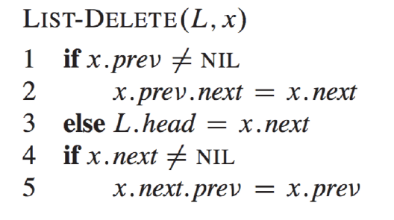 LIST-DELETE(L, x)
1 if x.prev ≠ NIL
2 x.prev.next = x.next
3 else L.head = x.next
4 if x.next ≠ NIL
5 x.next.prev = x.prev